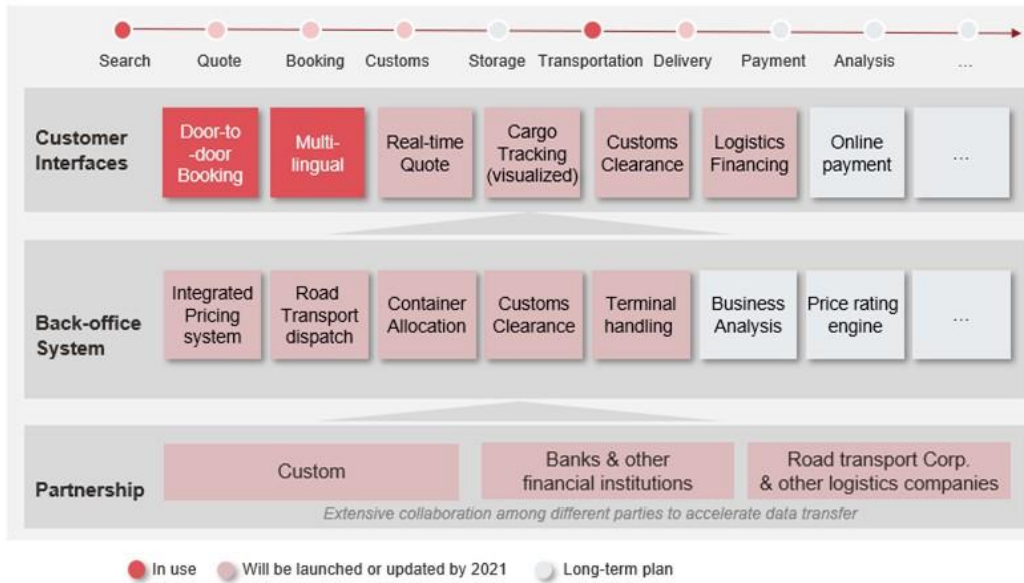 Search Quote Booking Customs Storage Transportation Delivery Payment Analysis ...
Customer
Interfaces
Door-to
-door
Booking
Multi-
lingual
Real-time
Quote
Cargo
Tracking
(visualized)
Customs
Clearance
Logistics
Financing
Online
payment
...
Back-office
System
Integrated
Pricing
system
Road
Transport
dispatch
Container
Allocation
Customs
Clearance
Terminal
handling
Business
Analysis
Price rating
engine
...
Partnership
Custom
Banks & other
financial institutions
Road transport Corp.
& other logistics companies
Extensive collaboration among different parties to accelerate data transfer
In use Will be launched or updated by 2021 Long-term plan